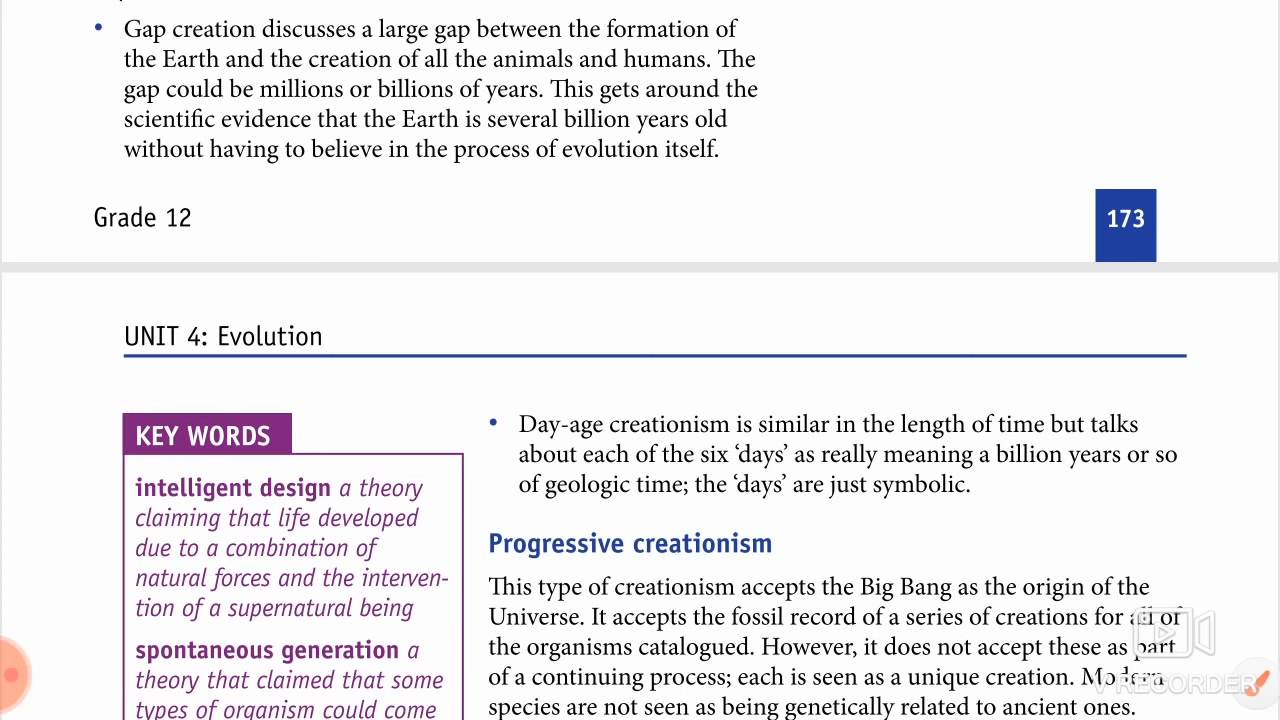 • Gap creation discusses a large gap between the formation of
the Earth and the creation of all the animals and humans. The
gap could be millions or billions of years. This gets around the
scientific evidence that the Earth is several billion years old
without having to believe in the process of evolution itself.
Grade 12
173
UNIT 4: Evolution
KEY WORDS
intelligent design a theory
claiming that life developed
due to a combination of
natural forces and the interven-
tion of a supernatural being
spontaneous generation a
theory that claimed that some
types of organism could come
• Day-age creationism is similar in the length of time but talks
about each of the six ‘days’ as really meaning a billion years or so
of geologic time; the ‘days’ are just symbolic.
Progressive creationism
This type of creationism accepts the Big Bang as the origin of the
Universe. It accepts the fossil record of a series of creations for all of
the organisms catalogued. However, it does not accept these as part
of a continuing process; each is seen as a unique creation. Modern
species are not seen as being genetically related to ancient ones.
V RECORDER